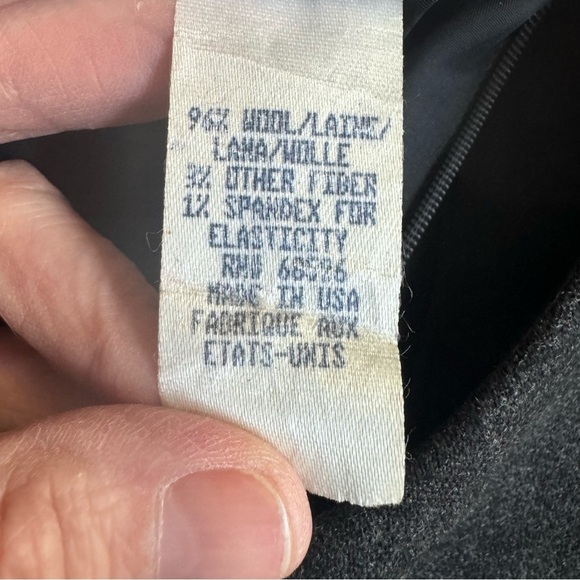 96% WOOL/LAINE/
LANA/WOLLE
3% OTHER FIBER
1% SPANDEX FOR
ELASTICITY
RN#
MADE IN USA
FABRIQUE AUX
ETATS-UNIS